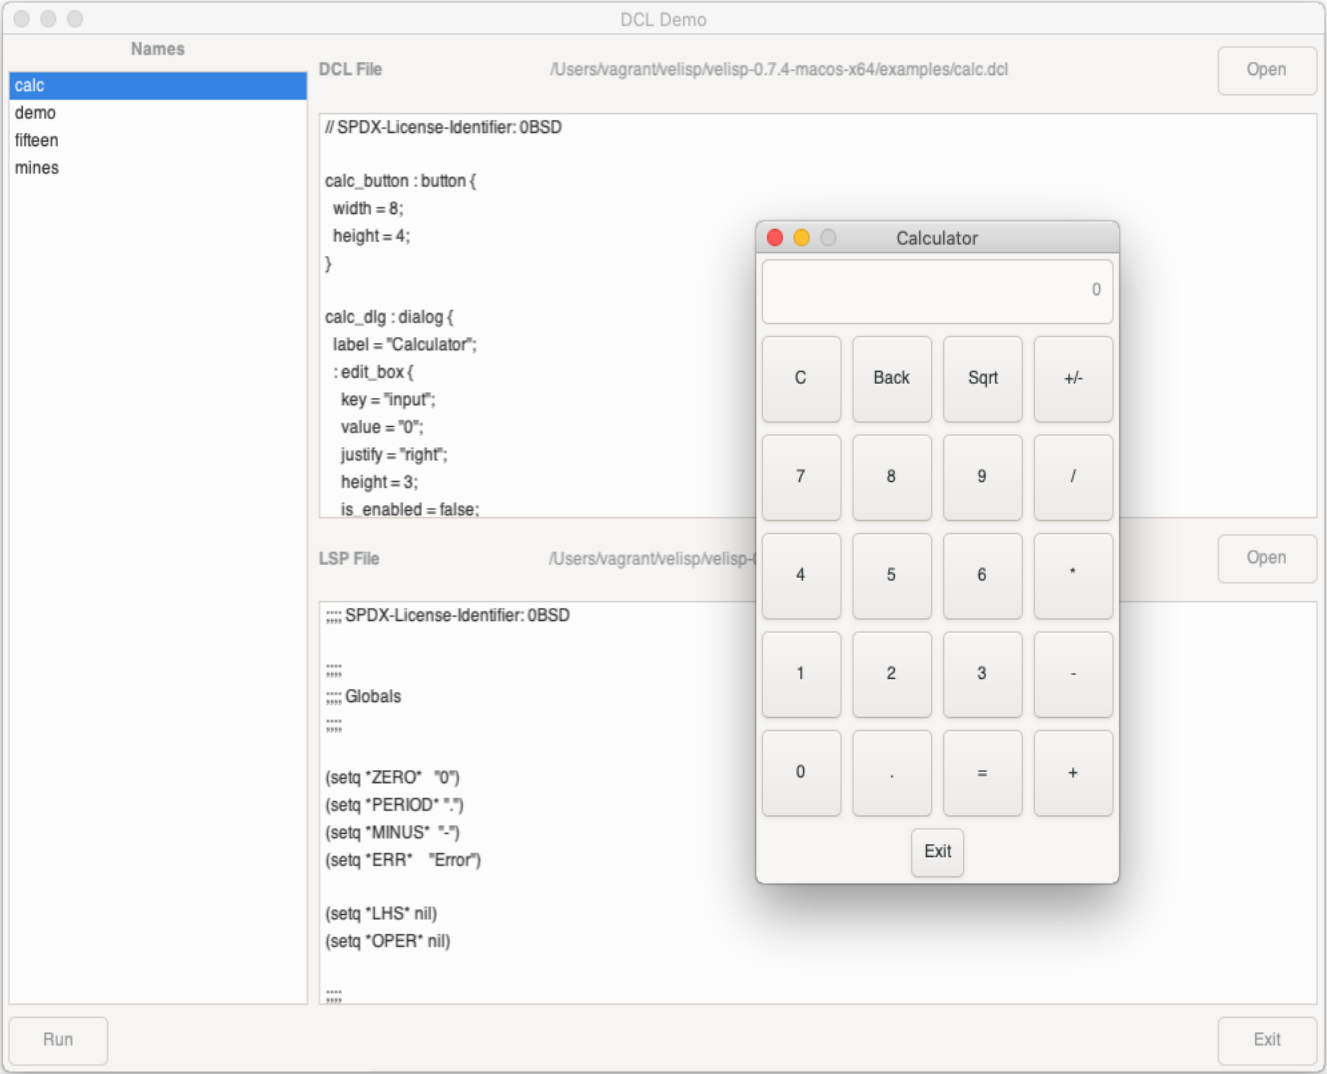 DCL Demo
Names
calc
demo
fifteen
mines
DCL File
/Users/vagrant/velisp/velisp-0.7.4-macos-x64/examples/calc.dcl
Open
// SPDX-License-Identifier: 0BSD
calc_button : button {
width = 8;
height = 4;
}
calc_dlg : dialog {
label = "Calculator";
: edit_box {
key = "input";
value = "0";
justify = "right";
height = 3;
is_enabled = false;
LSP File
/Users/vagrant/velisp/velisp-
Open
;;;; SPDX-License-Identifier: 0BSD
;;;;
;;;; Globals
;;;;
(setq *ZERO* "0")
(setq *PERIOD* ".")
(setq *MINUS* "-")
(setq *ERR* "Error")
(setq *LHS* nil)
(setq *OPER* nil)
;;;;
Run
Exit
Calculator
0
C Back Sqrt +/-
7 8 9 /
4 5 6 *
1 2 3 -
0 . = +
Exit